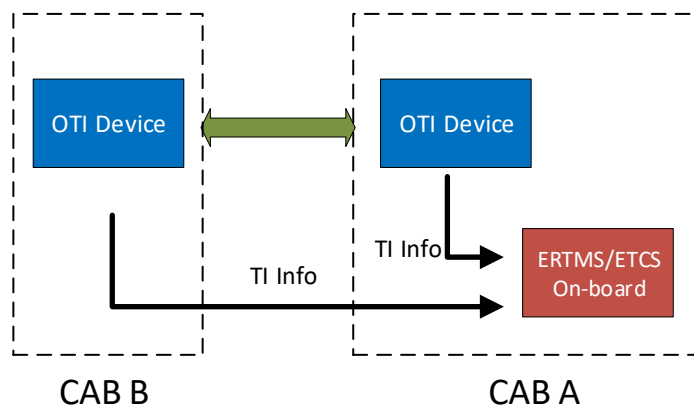 OTI Device
OTI Device
TI Info
TI Info
ERTMS/ETCS
On-board
CAB B
CAB A